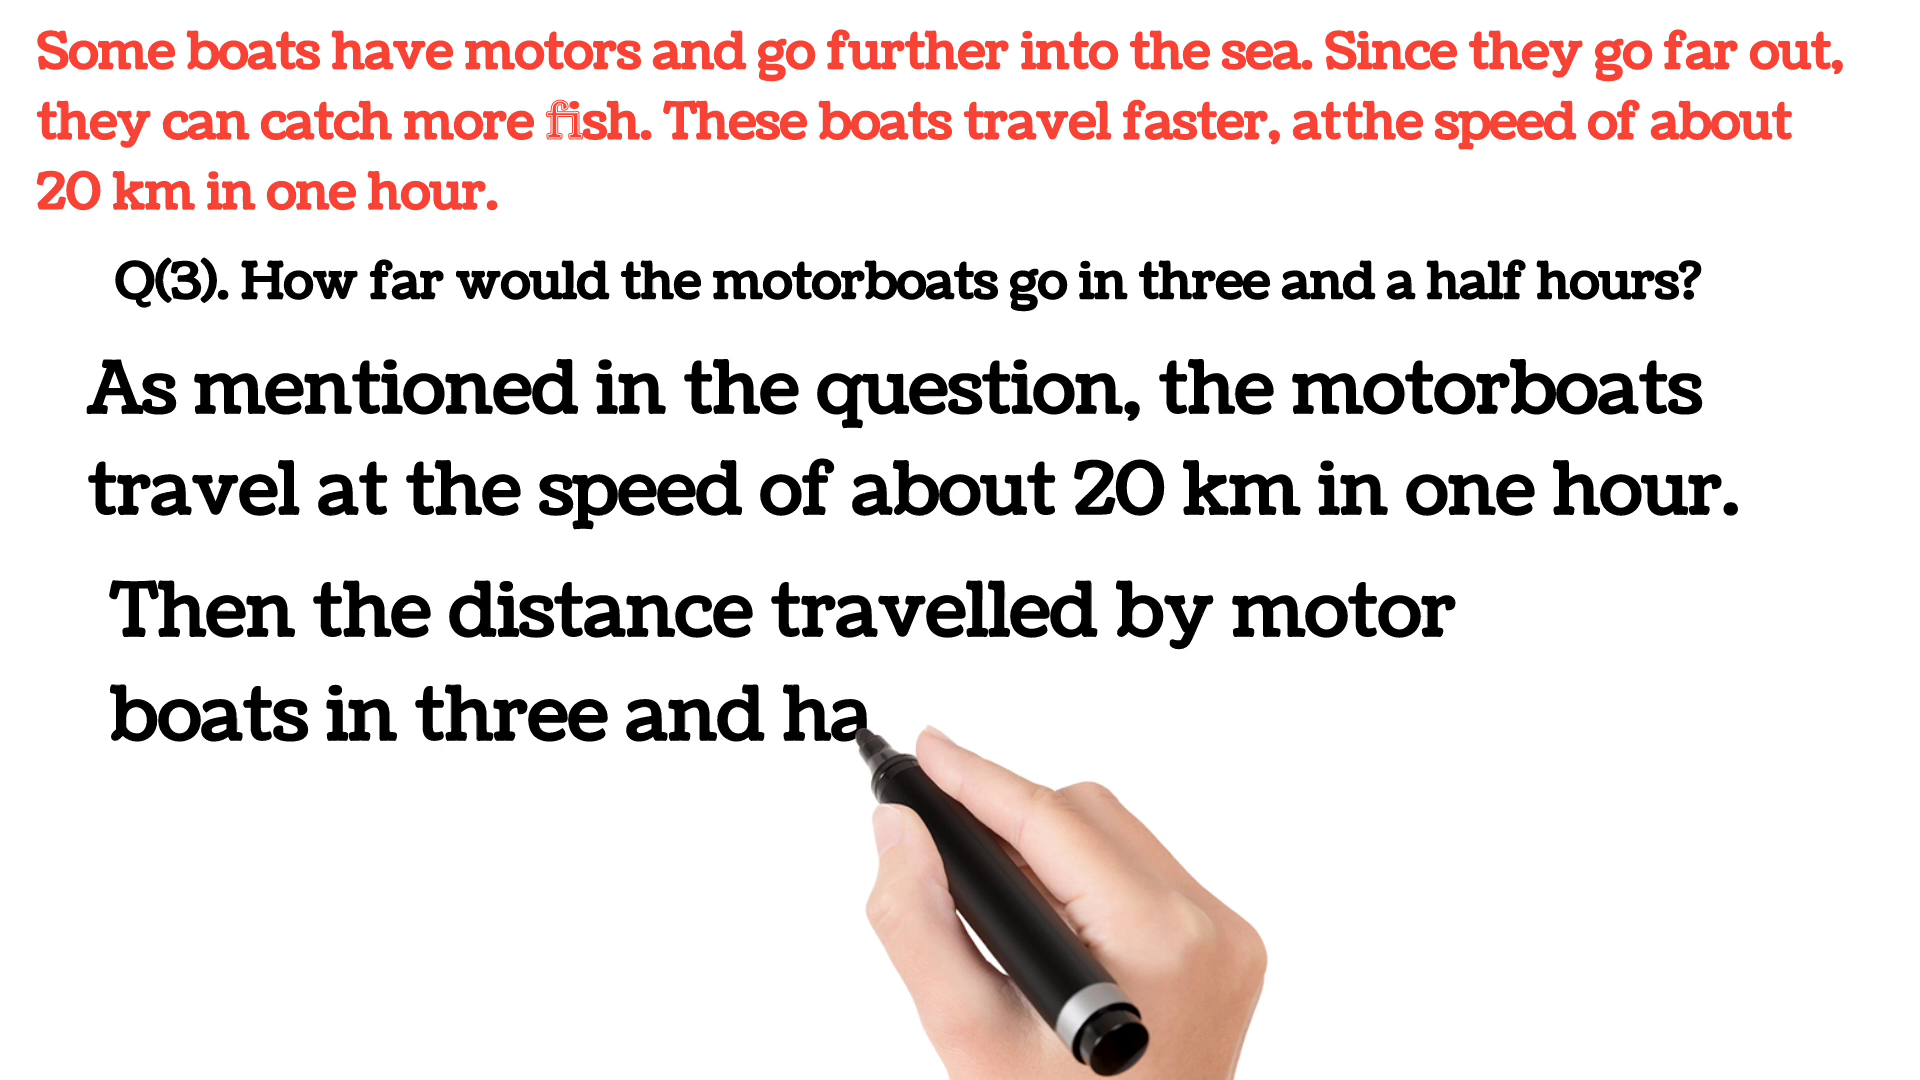 Some boats have motors and go further into the sea. Since they go far out,
they can catch more fish. These boats travel faster, atthe speed of about
20 km in one hour.
Q(3). How far would the motorboats go in three and a half hours?
As mentioned in the question, the motorboats
travel at the speed of about 20 km in one hour.
Then the distance travelled by motor
boats in three and ha